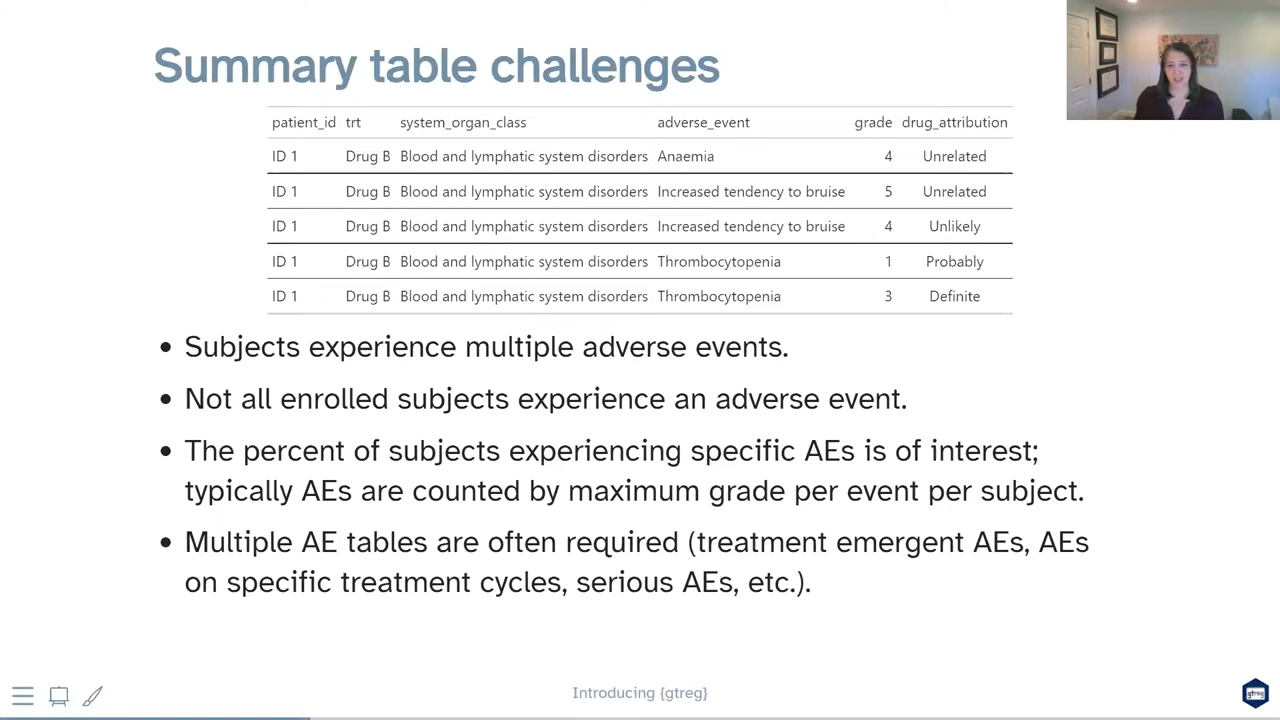 Summary table challenges
patient_id trt system_organ_class adverse_event grade drug_attribution
ID 1 Drug B Blood and lymphatic system disorders Anaemia 4 Unrelated
ID 1 Drug B Blood and lymphatic system disorders Increased tendency to bruise 5 Unrelated
ID 1 Drug B Blood and lymphatic system disorders Increased tendency to bruise 4 Unlikely
ID 1 Drug B Blood and lymphatic system disorders Thrombocytopenia 1 Probably
ID 1 Drug B Blood and lymphatic system disorders Thrombocytopenia 3 Definite
• Subjects experience multiple adverse events.
• Not all enrolled subjects experience an adverse event.
• The percent of subjects experiencing specific AEs is of interest;
typically AEs are counted by maximum grade per event per subject.
• Multiple AE tables are often required (treatment emergent AEs, AEs
on specific treatment cycles, serious AEs, etc.).
Introducing {gtreg}
gtreg